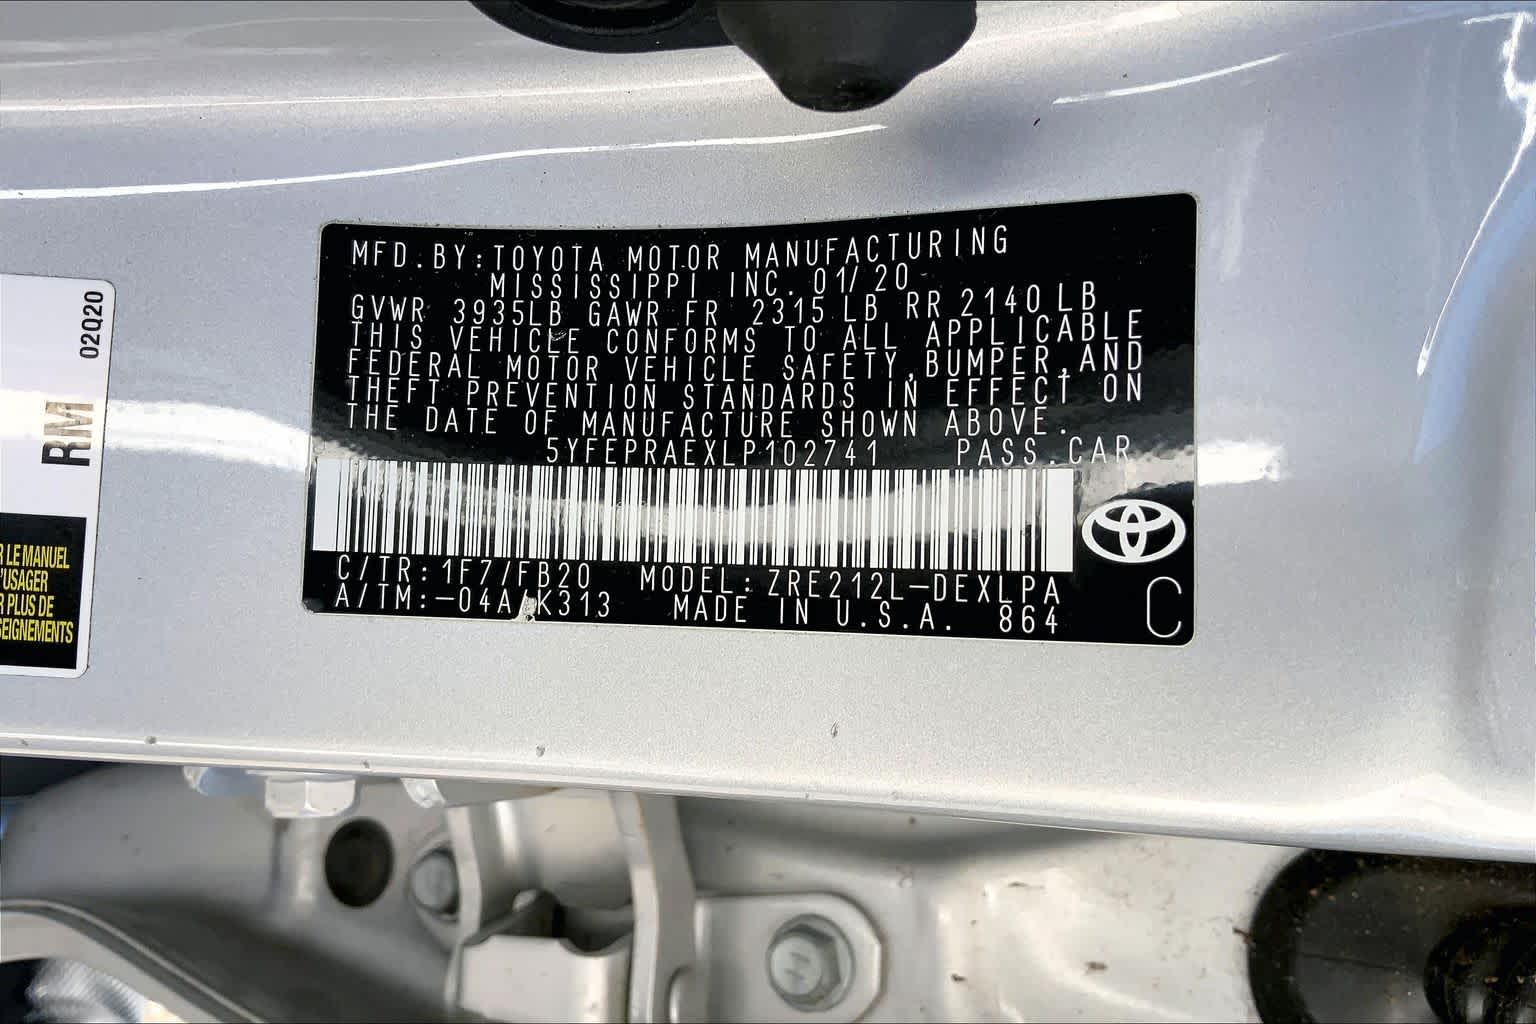 MFD.BY:TOYOTA MOTOR MANUFACTURING
MISSISSIPPI INC. 01/20
GVWR 3935LB GAWR FR 2315 LB RR 2140 LB
THIS VEHICLE CONFORMS TO ALL APPLICABLE
FEDERAL MOTOR VEHICLE SAFETY,BUMPER,AND
THEFT PREVENTION STANDARDS IN EFFECT ON
THE DATE OF MANUFACTURE SHOWN ABOVE.
5YFEPRAEXLP102741 PASS.CAR
C/TR:1F77/FB20 MODEL:ZRE212L-DEXLPA
A/TM:-04A/K313 MADE IN U.S.A. 864
C
02Q20
RM
R LE MANUEL
'USAGER
R PLUS DE
SEIGNEMENTS